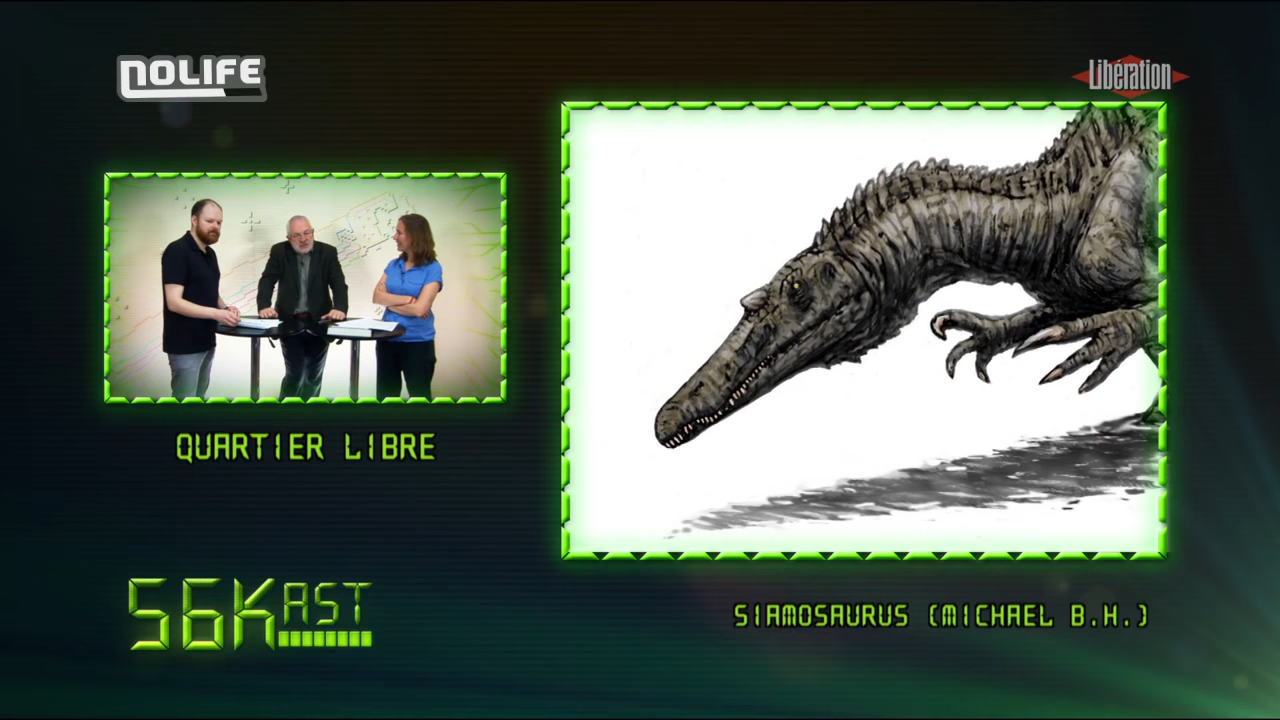 NOLIFE
Libération
QUARTIER LIBRE
56KAST
SIAMOSAURUS (MICHAEL B.H.)